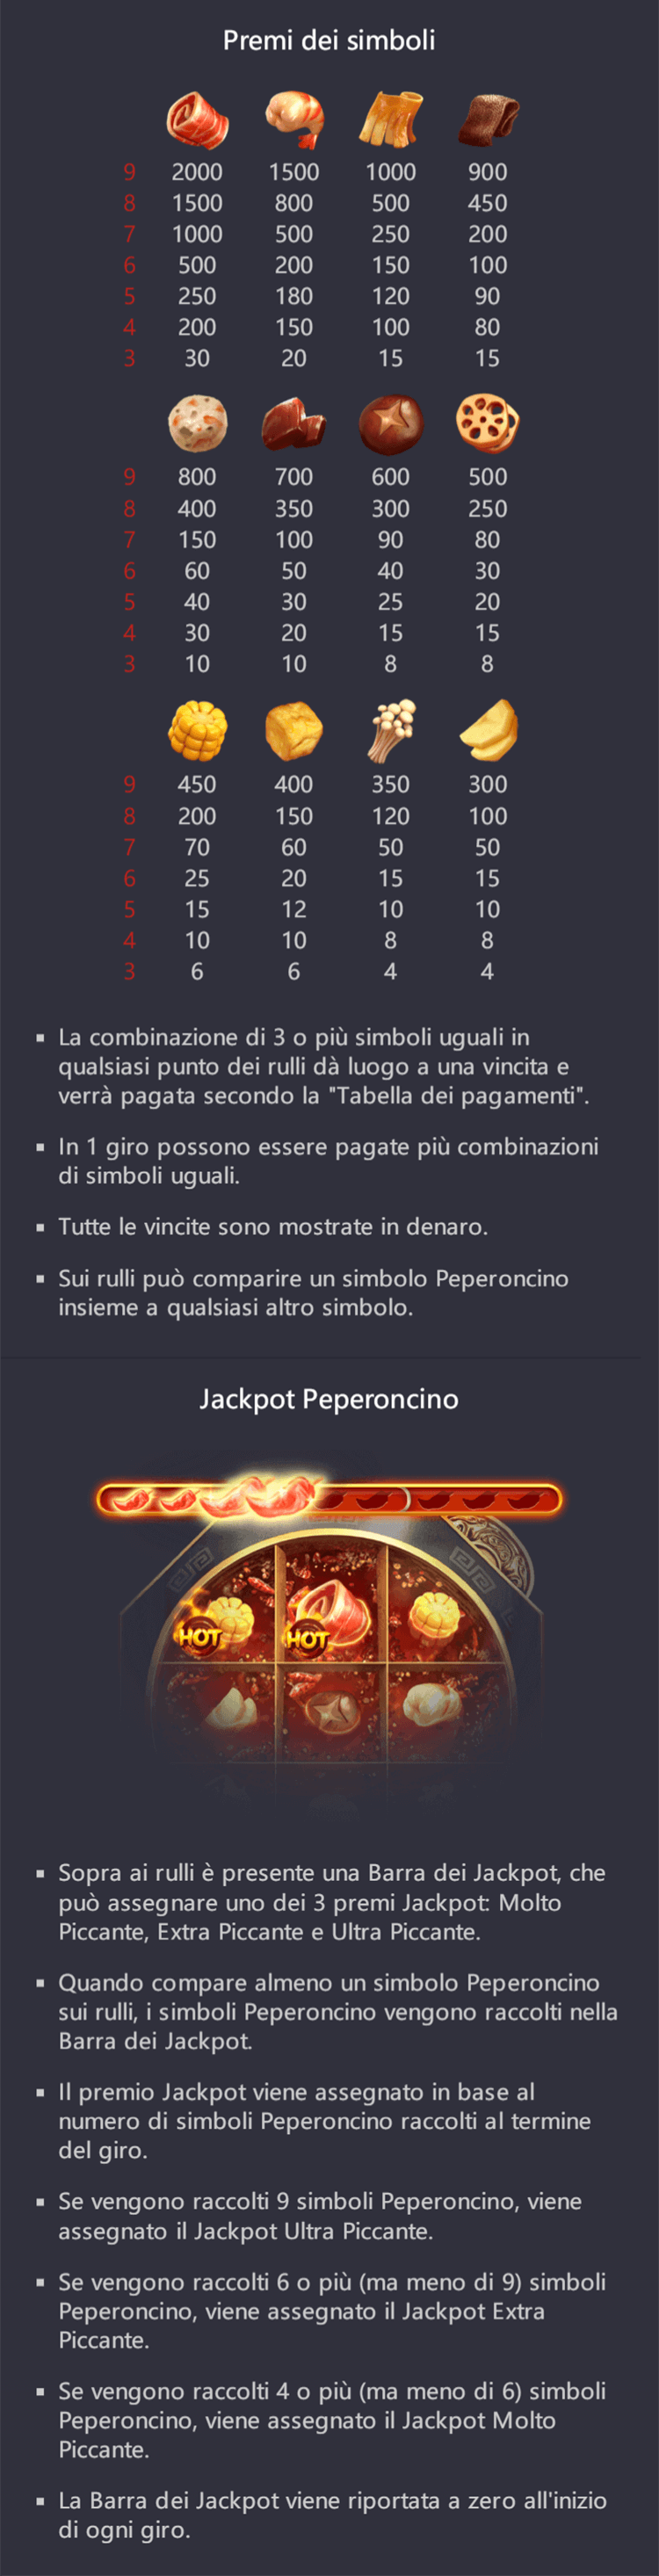 Premi dei simboli
9 2000 1500 1000 900
8 1500 800 500 450
7 1000 500 250 200
6 500 200 150 100
5 250 180 120 90
4 200 150 100 80
3 30 20 15 15
9 800 700 600 500
8 400 350 300 250
7 150 100 90 80
6 60 50 40 30
5 40 30 25 20
4 30 20 15 15
3 10 10 8 8
9 450 400 350 300
8 200 150 120 100
7 70 60 50 50
6 25 20 15 15
5 15 12 10 10
4 10 10 8 8
3 6 6 4 4
▪ La combinazione di 3 o più simboli uguali in
qualsiasi punto dei rulli dà luogo a una vincita e
verrà pagata secondo la "Tabella dei pagamenti".
▪ In 1 giro possono essere pagate più combinazioni
di simboli uguali.
▪ Tutte le vincite sono mostrate in denaro.
▪ Sui rulli può comparire un simbolo Peperoncino
insieme a qualsiasi altro simbolo.
Jackpot Peperoncino
HOT HOT
▪ Sopra ai rulli è presente una Barra dei Jackpot, che
può assegnare uno dei 3 premi Jackpot: Molto
Piccante, Extra Piccante e Ultra Piccante.
▪ Quando compare almeno un simbolo Peperoncino
sui rulli, i simboli Peperoncino vengono raccolti nella
Barra dei Jackpot.
▪ Il premio Jackpot viene assegnato in base al
numero di simboli Peperoncino raccolti al termine
del giro.
▪ Se vengono raccolti 9 simboli Peperoncino, viene
assegnato il Jackpot Ultra Piccante.
▪ Se vengono raccolti 6 o più (ma meno di 9) simboli
Peperoncino, viene assegnato il Jackpot Extra
Piccante.
▪ Se vengono raccolti 4 o più (ma meno di 6) simboli
Peperoncino, viene assegnato il Jackpot Molto
Piccante.
▪ La Barra dei Jackpot viene riportata a zero all'inizio
di ogni giro.